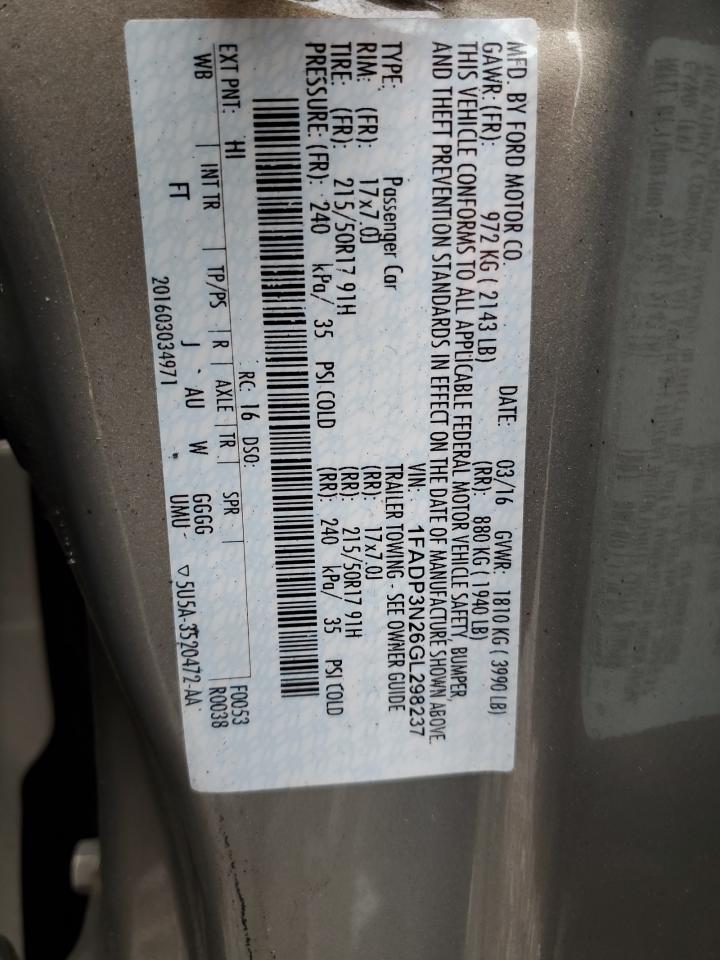 MFD. BY FORD MOTOR CO.
DATE: 03/16 GVWR: 1810 KG ( 3990 LB)
GAWR: (FR): 972 KG ( 2143 LB) (RR): 880 KG ( 1940 LB)
THIS VEHICLE CONFORMS TO ALL APPLICABLE FEDERAL MOTOR VEHICLE SAFETY, BUMPER,
AND THEFT PREVENTION STANDARDS IN EFFECT ON THE DATE OF MANUFACTURE SHOWN ABOVE.
VIN: 1FADP3N26GL298237
TYPE: Passenger Car TRAILER TOWING - SEE OWNER GUIDE
RIM: (FR): 17x7.0J (RR): 17x7.0J
TIRE: (FR): 215/50R17 91H (RR): 215/50R17 91H
PRESSURE: (FR): 240 kPa/ 35 PSI COLD (RR): 240 kPa/ 35 PSI COLD
RC: 16 DSO: F0053
EXT PNT: HI R0038
WB INT TR TP/PS R AXLE TR SPR
FT J AU W GGGG
201603034971 UMU ▽5U5A-3520472-AA